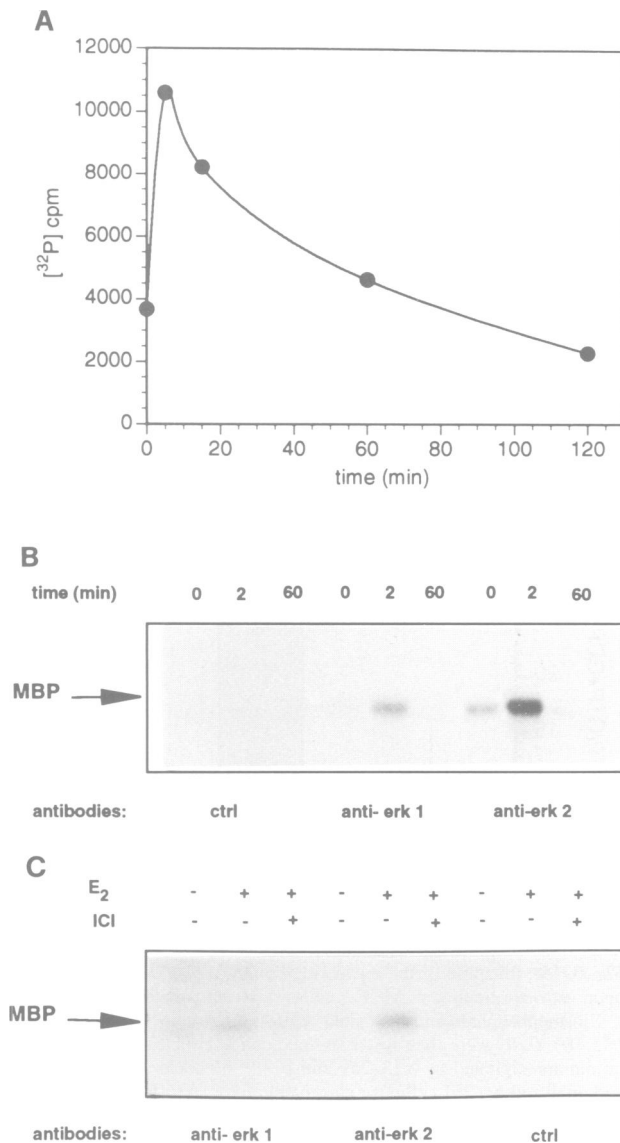 A
12000
10000
8000
6000
4000
2000
0
[³²P] cpm
0 20 40 60 80 100 120
time (min)
B
time (min) 0 2 60 0 2 60 0 2 60
MBP
antibodies: ctrl anti- erk 1 anti-erk 2
C
E₂ - + + - + + - + +
ICI - - + - - + - - +
MBP
antibodies: anti- erk 1 anti-erk 2 ctrl